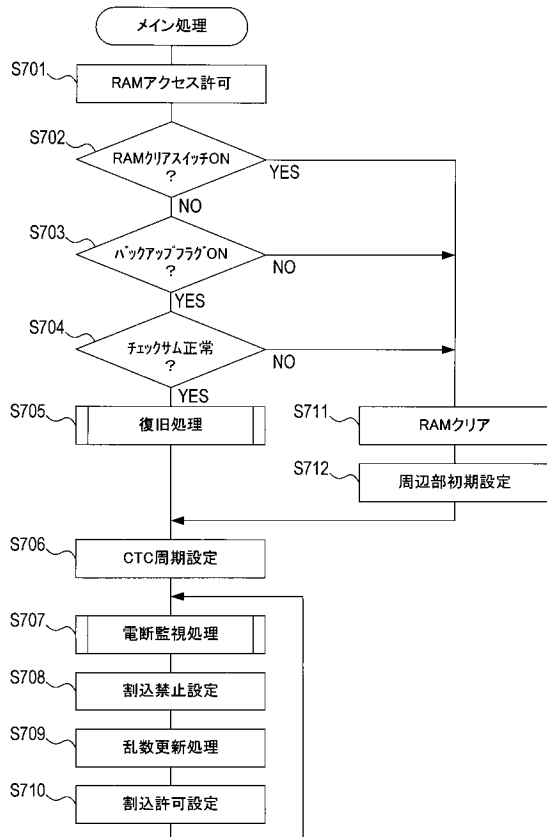 メイン処理
S701
RAMアクセス許可
S702
RAMクリアスイッチON
?
YES
NO
S703
バックアップフラグON
?
NO
YES
S704
チェックサム正常
?
NO
YES
S705
復旧処理
S711
RAMクリア
S712
周辺部初期設定
S706
CTC周期設定
S707
電断監視処理
S708
割込禁止設定
S709
乱数更新処理
S710
割込許可設定